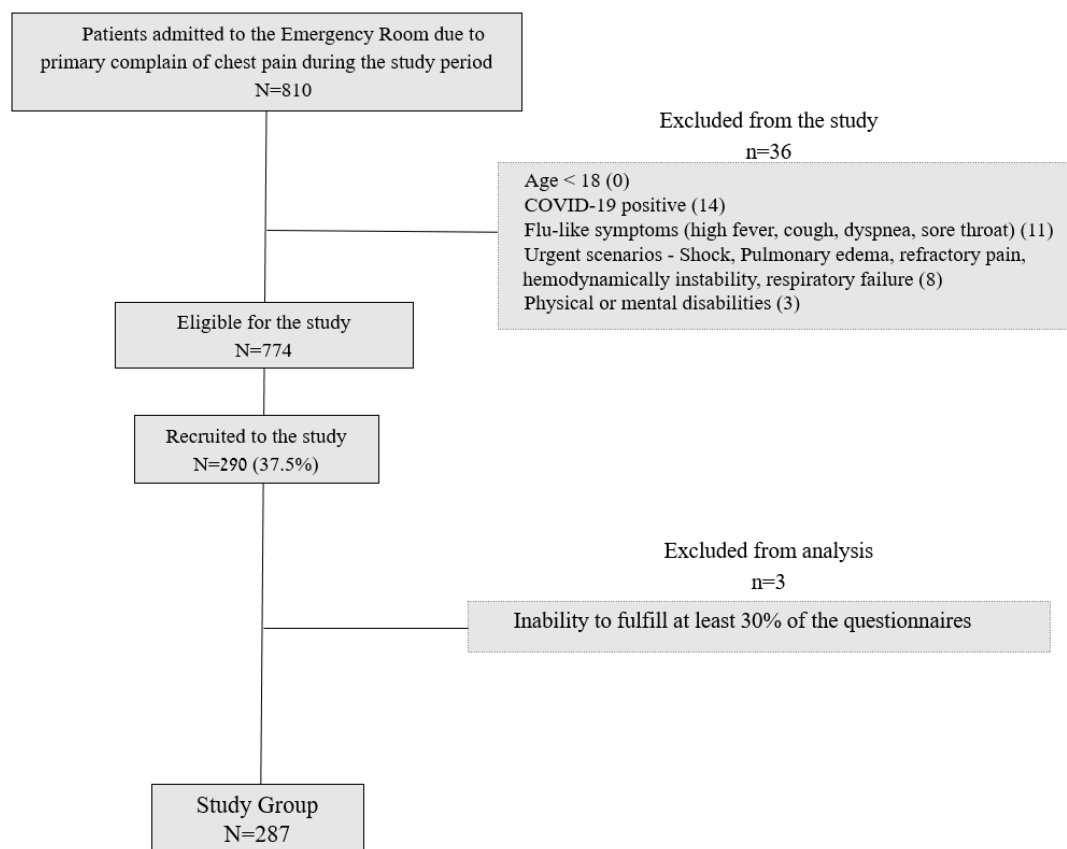 Patients admitted to the Emergency Room due to
primary complain of chest pain during the study period
N=810
Excluded from the study
n=36
Age < 18 (0)
COVID-19 positive (14)
Flu-like symptoms (high fever, cough, dyspnea, sore throat) (11)
Urgent scenarios - Shock, Pulmonary edema, refractory pain,
hemodynamically instability, respiratory failure (8)
Physical or mental disabilities (3)
Eligible for the study
N=774
Recruited to the study
N=290 (37.5%)
Excluded from analysis
n=3
Inability to fulfill at least 30% of the questionnaires
Study Group
N=287